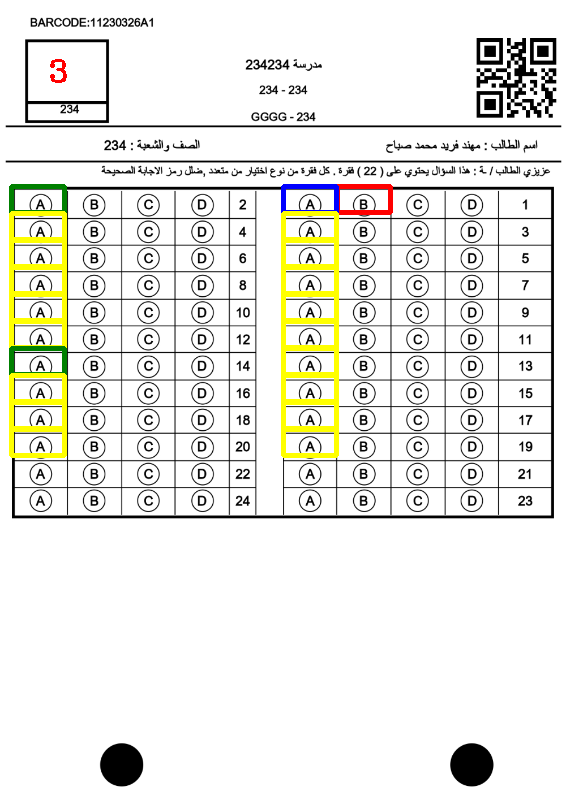 BARCODE:11230326A1
3
234
مدرسة 234234
234 - 234
GGGG - 234
اسم الطالب : مهند فريد محمد صباح
الصف والشعبة : 234
عزيزي الطالب / ـة : هذا السؤال يحتوي على ( 22 ) فقرة . كل فقرة من نوع اختيار من متعدد ,ضلل رمز الاجابة الصحيحة
A B C D 2 A B C D 1
A B C D 4 A B C D 3
A B C D 6 A B C D 5
A B C D 8 A B C D 7
A B C D 10 A B C D 9
A B C D 12 A B C D 11
A B C D 14 A B C D 13
A B C D 16 A B C D 15
A B C D 18 A B C D 17
A B C D 20 A B C D 19
A B C D 22 A B C D 21
A B C D 24 A B C D 23